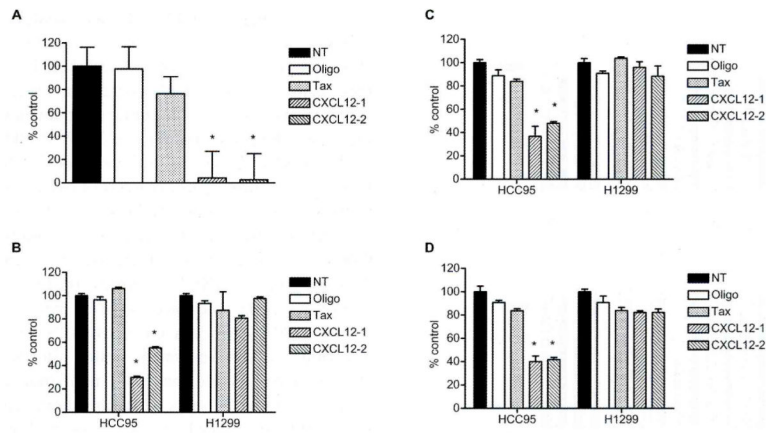 A
% control
120
100
80
60
40
20
0
* *
NT
Oligo
Tax
CXCL12-1
CXCL12-2
B
% control
120
100
80
60
40
20
0
* *
HCC95 H1299
NT
Oligo
Tax
CXCL12-1
CXCL12-2
C
% control
120
100
80
60
40
20
0
* *
HCC95 H1299
NT
Oligo
Tax
CXCL12-1
CXCL12-2
D
% control
120
100
80
60
40
20
0
* *
HCC95 H1299
NT
Oligo
Tax
CXCL12-1
CXCL12-2